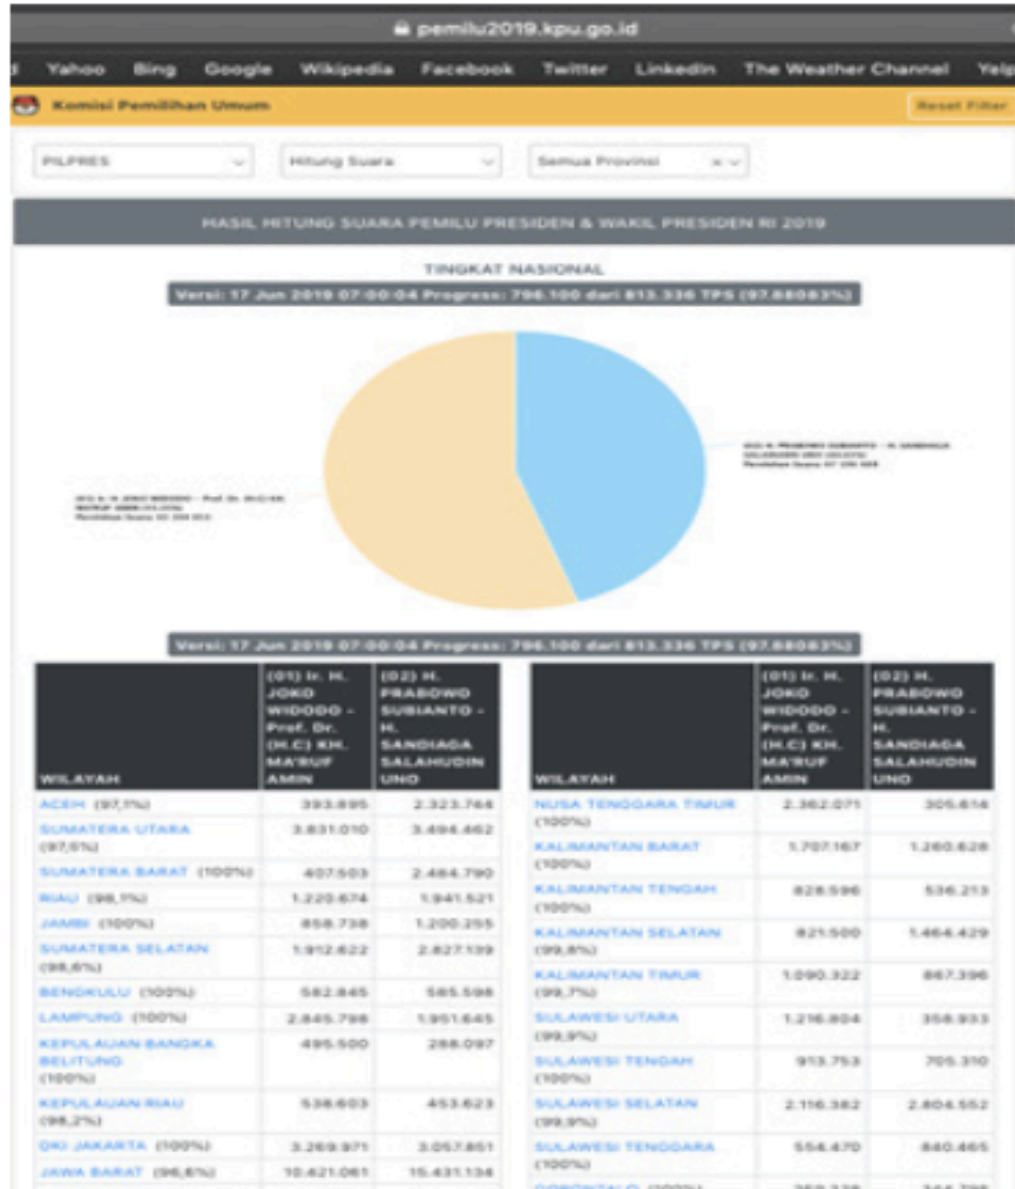 pemilu2019.kpu.go.id
Yahoo Bing Google Wikipedia Facebook Twitter LinkedIn The Weather Channel Yelp
Komisi Pemilihan Umum Reset Filter
PILPRES Hitung Suara Semua Provinsi
HASIL HITUNG SUARA PEMILU PRESIDEN & WAKIL PRESIDEN RI 2019
TINGKAT NASIONAL
Versi: 17 Jun 2019 07:00:04 Progress: 796.100 dari 813.336 TPS (97.88083%)
Versi: 17 Jun 2019 07:00:04 Progress: 796.100 dari 813.336 TPS (97.88083%)
WILAYAH
(01) Ir. H.
JOKO
WIDODO -
Prof. Dr.
(H.C) KH.
MA'RUF
AMIN
(02) H.
PRABOWO
SUBIANTO -
H.
SANDIAGA
SALAHUDIN
UNO
ACEH (97,1%) 393.895 2.323.744
SUMATERA UTARA 3.831.010 3.494.462
(97,5%)
SUMATERA BARAT (100%) 407.503 2.484.790
RIAU (98,1%) 1.220.674 1.941.521
JAMBI (100%) 858.738 1.200.255
SUMATERA SELATAN 1.912.622 2.827.139
(98,6%)
BENGKULU (100%) 582.845 585.598
LAMPUNG (100%) 2.845.798 1.951.645
KEPULAUAN BANGKA 495.500 288.097
BELITUNG
(100%)
KEPULAUAN RIAU 538.603 453.623
(98,2%)
DKI JAKARTA (100%) 3.269.971 3.057.851
JAWA BARAT (96,6%) 10.421.061 15.431.134
WILAYAH
(01) Ir. H.
JOKO
WIDODO -
Prof. Dr.
(H.C) KH.
MA'RUF
AMIN
(02) H.
PRABOWO
SUBIANTO -
H.
SANDIAGA
SALAHUDIN
UNO
NUSA TENGGARA TIMUR 2.362.071 305.614
(100%)
KALIMANTAN BARAT 1.707.167 1.260.628
(100%)
KALIMANTAN TENGAH 828.596 536.213
(100%)
KALIMANTAN SELATAN 821.500 1.464.429
(99,8%)
KALIMANTAN TIMUR 1.090.322 867.396
(99,7%)
SULAWESI UTARA 1.216.804 358.933
(99,9%)
SULAWESI TENGAH 913.753 705.310
(100%)
SULAWESI SELATAN 2.116.382 2.804.552
(99,9%)
SULAWESI TENGGARA 554.470 840.465
(100%)